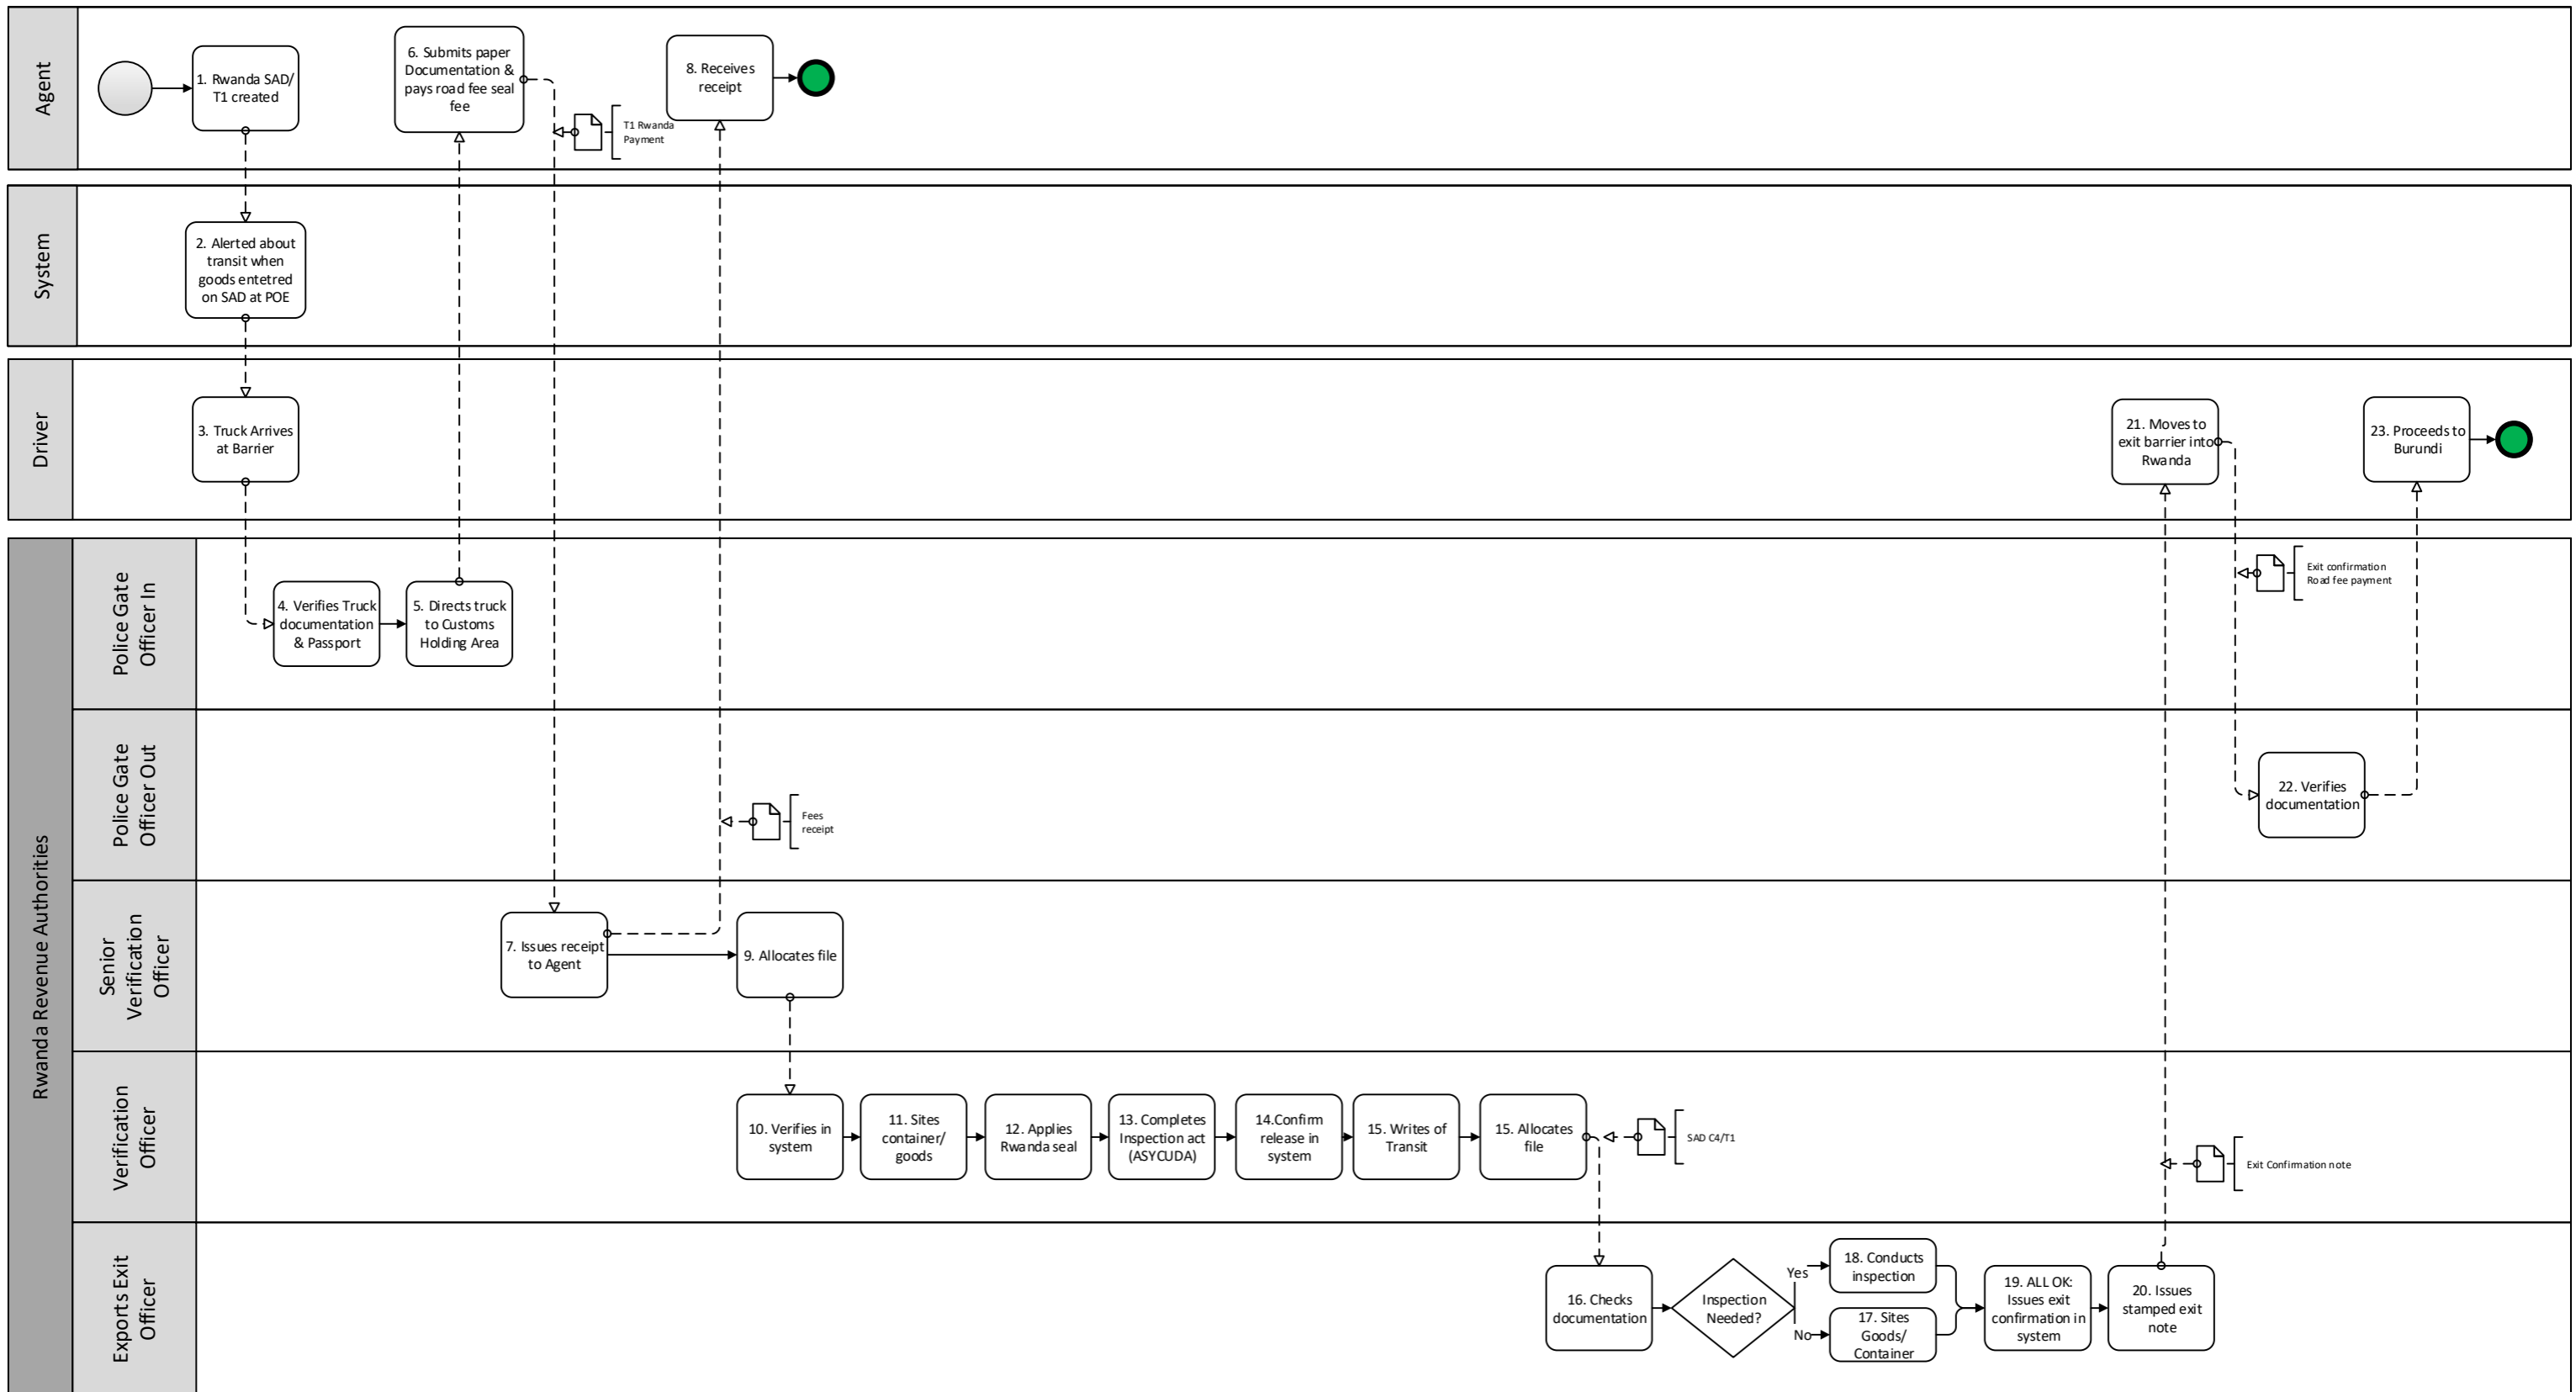 Agent
1. Rwanda SAD/
T1 created
6. Submits paper
Documentation &
pays road fee seal
fee
T1 Rwanda
Payment
8. Receives
receipt
System
2. Alerted about
transit when
goods entetred
on SAD at POE
Driver
3. Truck Arrives
at Barrier
21. Moves to
exit barrier into
Rwanda
23. Proceeds to
Burundi
Rwanda Revenue Authorities
Police Gate
Officer In
4. Verifies Truck
documentation
& Passport
5. Directs truck
to Customs
Holding Area
Exit confirmation
Road fee payment
Police Gate
Officer Out
Fees
receipt
22. Verifies
documentation
Senior
Verification
Officer
7. Issues receipt
to Agent
9. Allocates file
Verification
Officer
10. Verifies in
system
11. Sites
container/
goods
12. Applies
Rwanda seal
13. Completes
Inspection act
(ASYCUDA)
14.Confirm
release in
system
15. Writes of
Transit
15. Allocates
file
SAD C4/T1
Exit Confirmation note
Exports Exit
Officer
16. Checks
documentation
Inspection
Needed?
Yes
No
18. Conducts
inspection
17. Sites
Goods/
Container
19. ALL OK:
Issues exit
confirmation in
system
20. Issues
stamped exit
note